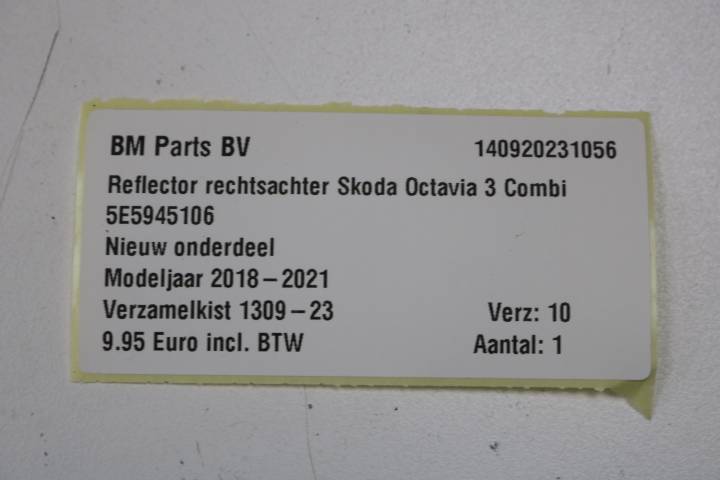 BM Parts BV 140920231056
Reflector rechtsachter Skoda Octavia 3 Combi
5E5945106
Nieuw onderdeel
Modeljaar 2018 – 2021
Verzamelkist 1309 – 23 Verz: 10
9.95 Euro incl. BTW Aantal: 1